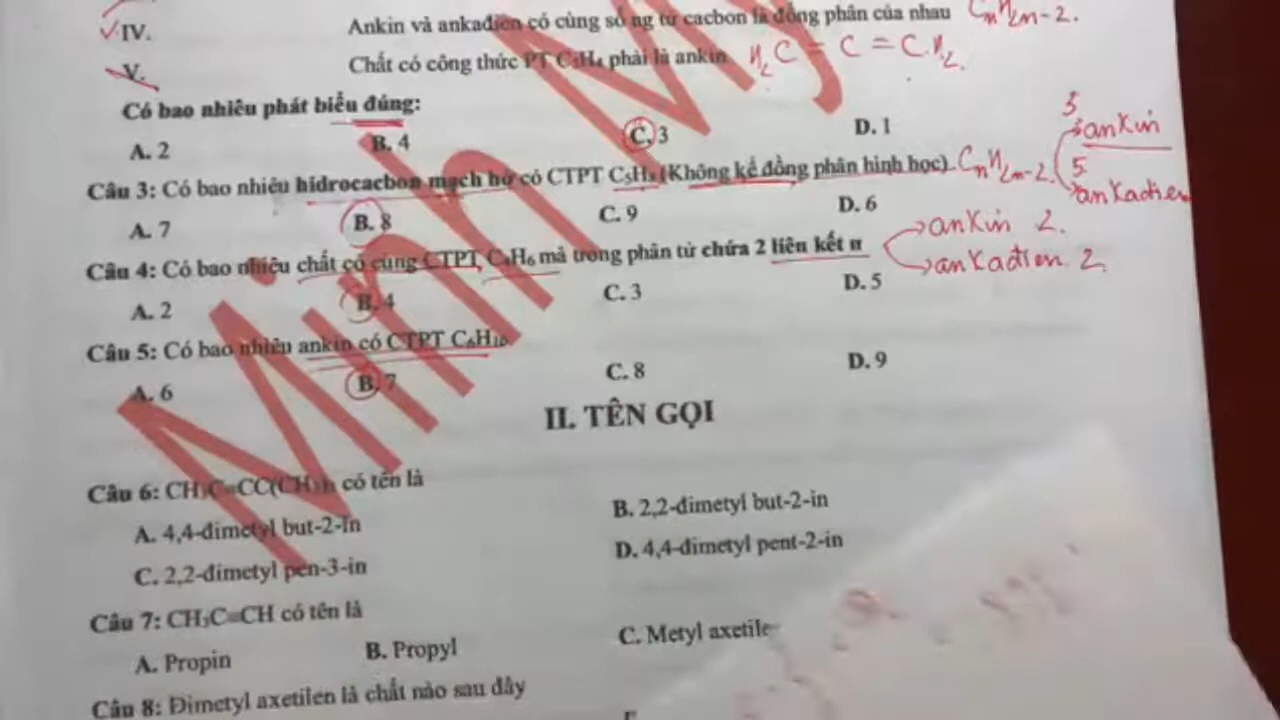 IV. Ankin và ankađien có cùng số ng tử cacbon là đồng phân của nhau CnH2n-2.
V. Chất có công thức PT C3H4 phải là ankin. H2C = C = CH2.
Có bao nhiêu phát biểu đúng:
A. 2 B. 4 C. 3 D. 1
Câu 3: Có bao nhiêu hidrocacbon mạch hở có CTPT C5H8 (Không kể đồng phân hình học). CnH2n-2
3 ankin
5 ankadien
A. 7 B. 8 C. 9 D. 6
Câu 4: Có bao nhiêu chất có cùng CTPT C4H6 mà trong phân tử chứa 2 liên kết π
ankin 2.
ankađien 2.
A. 2 B. 4 C. 3 D. 5
Câu 5: Có bao nhiêu ankin có CTPT C6H10
A. 6 B. 7 C. 8 D. 9
II. TÊN GỌI
Câu 6: CH3C≡CC(CH3)3 có tên là
A. 4,4-đimetyl but-2-in B. 2,2-đimetyl but-2-in
C. 2,2-đimetyl pen-3-in D. 4,4-đimetyl pent-2-in
Câu 7: CH3C≡CH có tên là
A. Propin B. Propyl C. Metyl axetile
Câu 8: Đimetyl axetilen là chất nào sau đây
Minh My